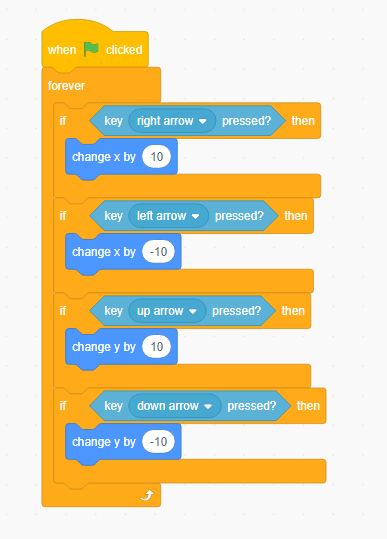 when clicked
forever
if key right arrow pressed? then
change x by 10
if key left arrow pressed? then
change x by -10
if key up arrow pressed? then
change y by 10
if key down arrow pressed? then
change y by -10